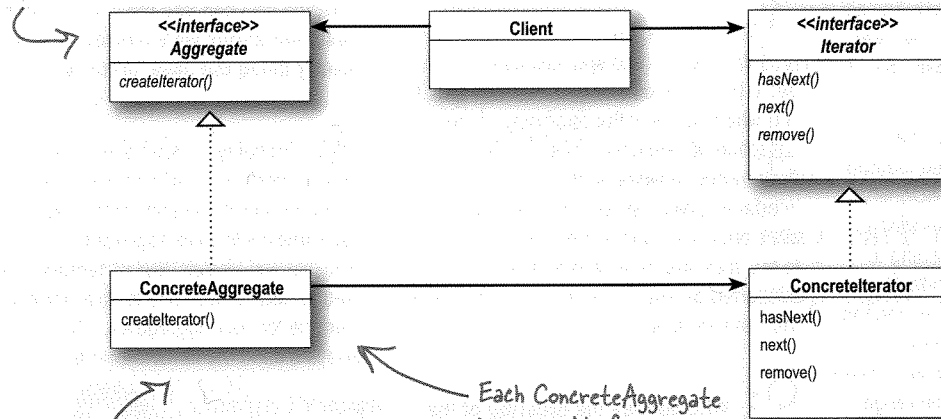 <<interface>>
Aggregate
createIterator()
Client
<<interface>>
Iterator
hasNext()
next()
remove()
ConcreteAggregate
createIterator()
ConcreteIterator
hasNext()
next()
remove()
Each ConcreteAggregate